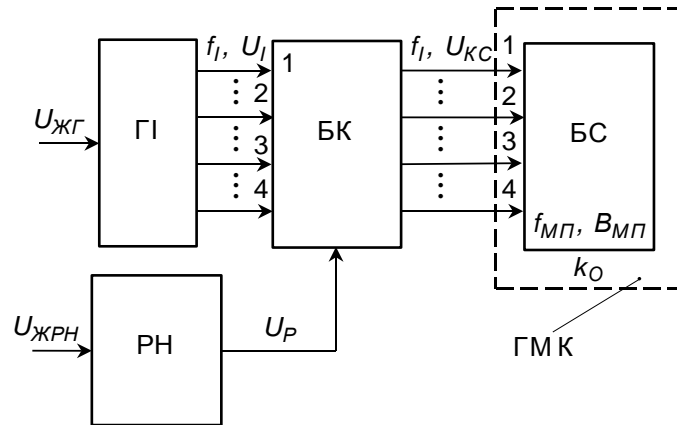 f_I, U_I
f_I, U_КС
1
1
2
2
U_ЖГ
ГІ
БК
БС
3
3
4
4
f_МП, B_МП
k_О
U_ЖРН
РН
U_Р
ГМК